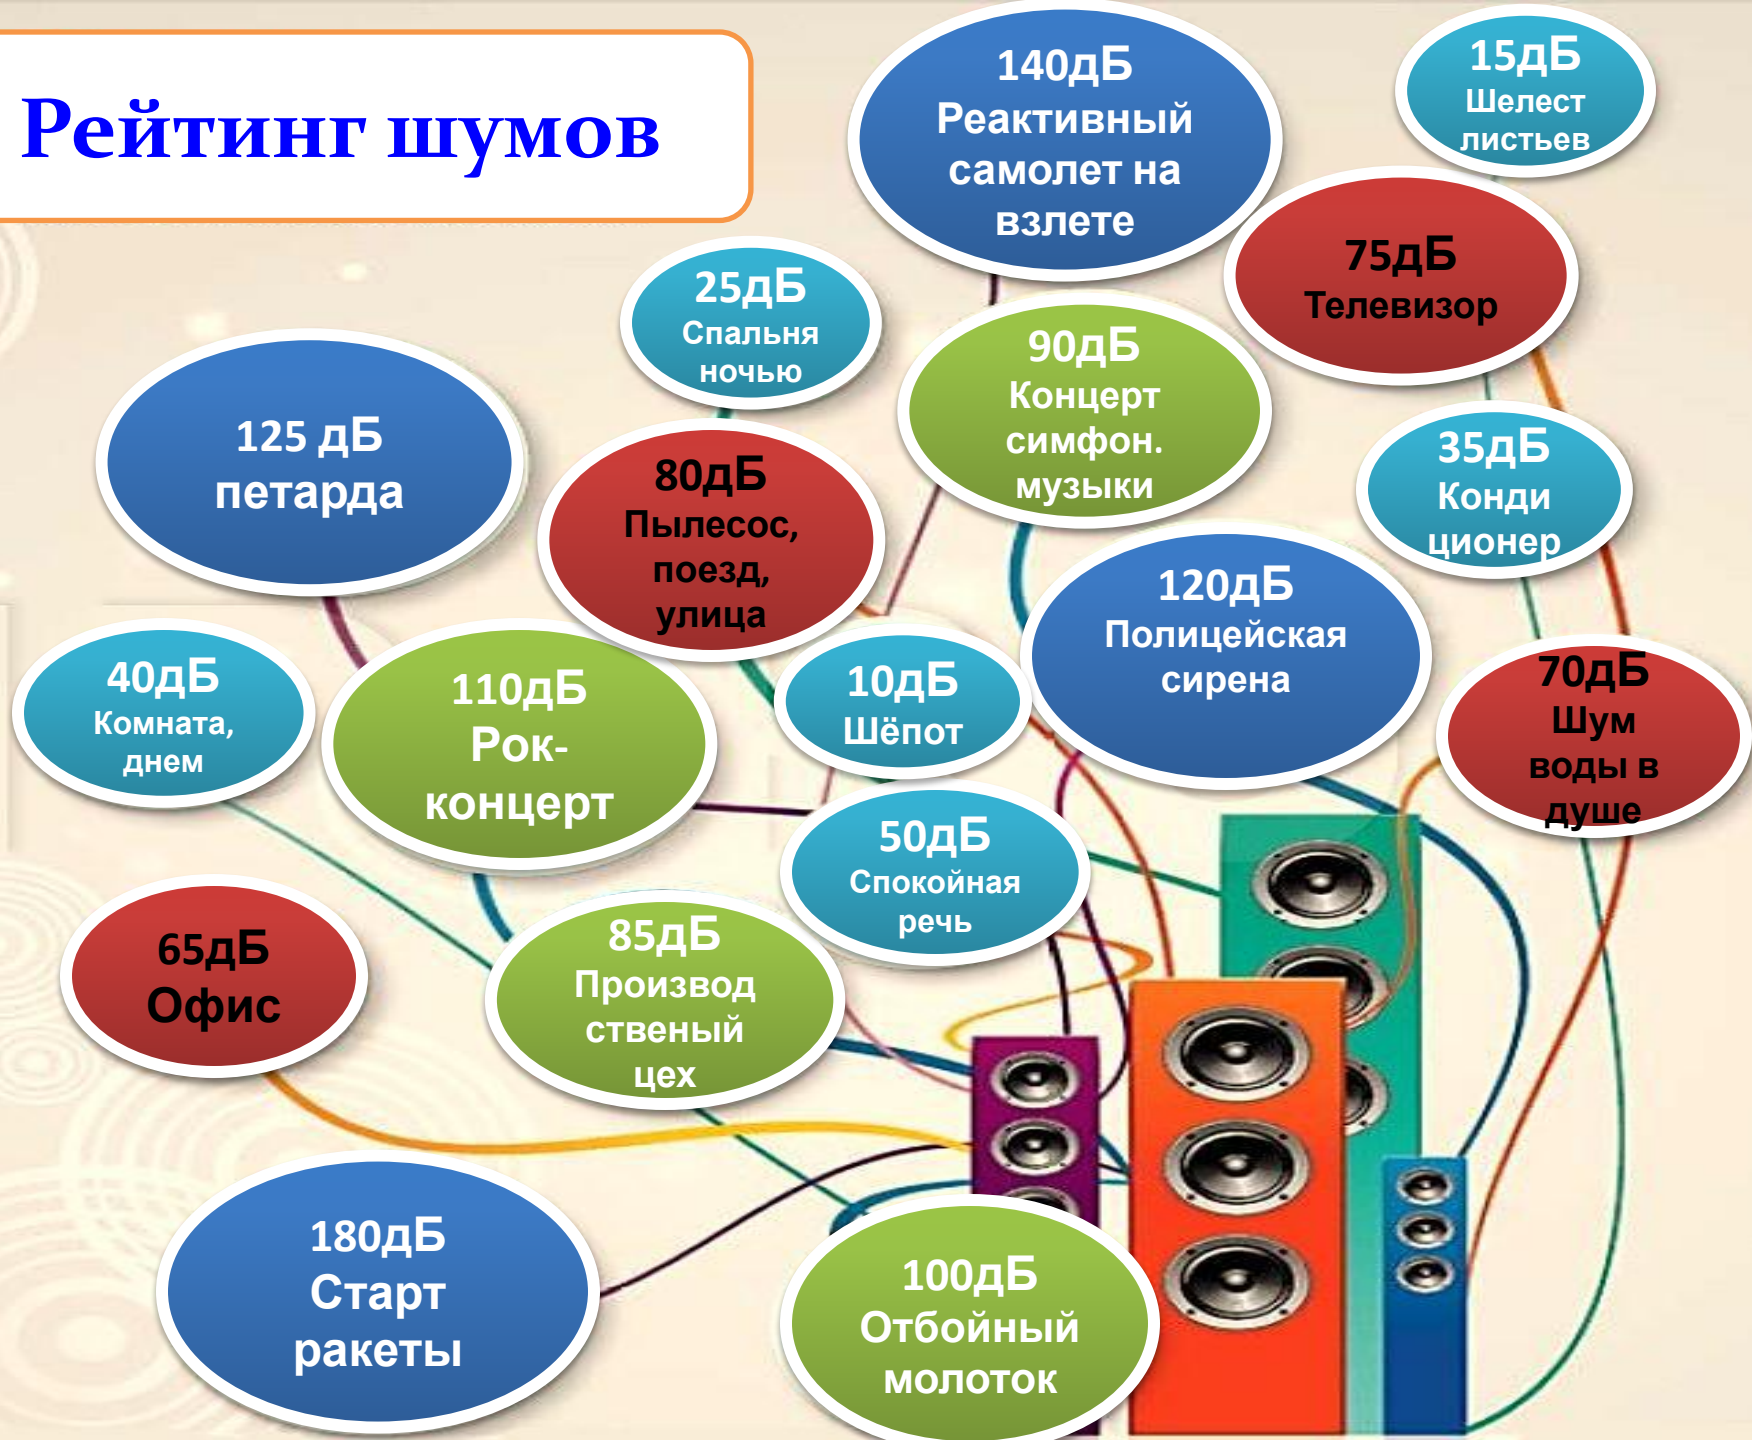 Рейтинг шумов
140дБ
Реактивный
самолет на
взлете
15дБ
Шелест
листьев
75дБ
Телевизор
25дБ
Спальня
ночью
90дБ
Концерт
симфон.
музыки
125 дБ
петарда
80дБ
Пылесос,
поезд,
улица
35дБ
Конди
ционер
120дБ
Полицейская
сирена
40дБ
Комната,
днем
110дБ
Рок-
концерт
10дБ
Шёпот
70дБ
Шум
воды в
душе
50дБ
Спокойная
речь
65дБ
Офис
85дБ
Производ
ственый
цех
180дБ
Старт
ракеты
100дБ
Отбойный
молоток